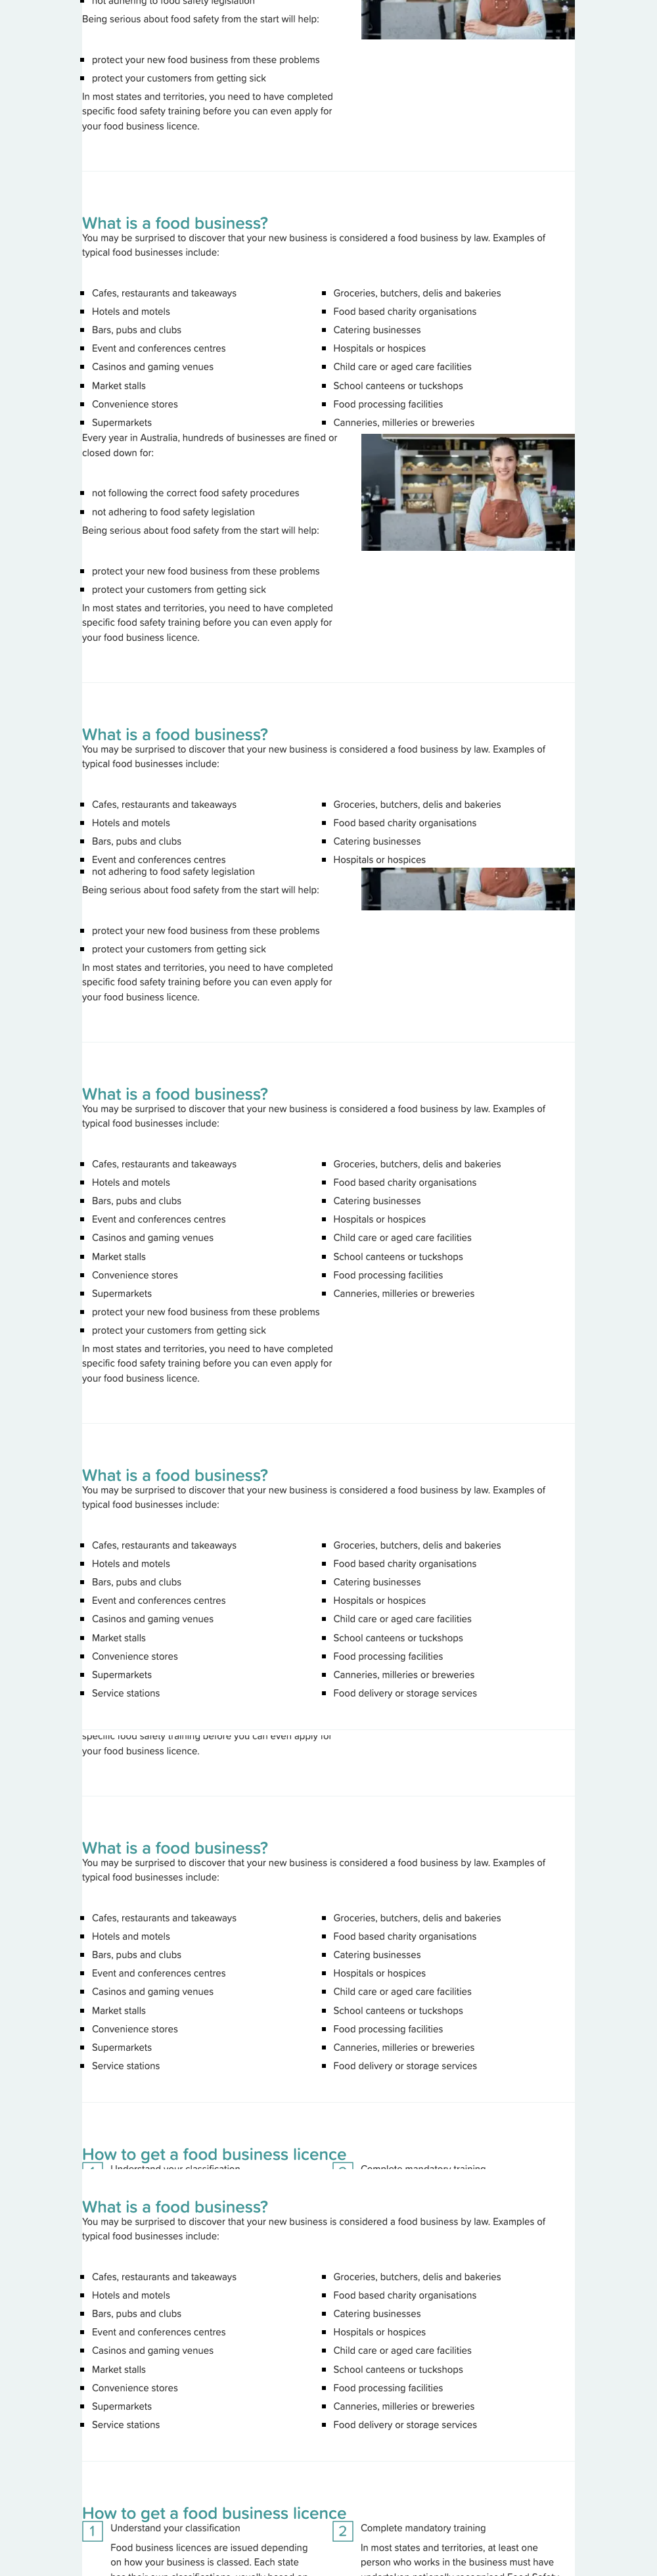 not adhering to food safety legislation
Being serious about food safety from the start will help:
protect your new food business from these problems
protect your customers from getting sick
In most states and territories, you need to have completed
specific food safety training before you can even apply for
your food business licence.
What is a food business?
You may be surprised to discover that your new business is considered a food business by law. Examples of
typical food businesses include:
Cafes, restaurants and takeaways
Hotels and motels
Bars, pubs and clubs
Event and conferences centres
Casinos and gaming venues
Market stalls
Convenience stores
Supermarkets
Groceries, butchers, delis and bakeries
Food based charity organisations
Catering businesses
Hospitals or hospices
Child care or aged care facilities
School canteens or tuckshops
Food processing facilities
Canneries, milleries or breweries
Every year in Australia, hundreds of businesses are fined or
closed down for:
not following the correct food safety procedures
not adhering to food safety legislation
Being serious about food safety from the start will help:
protect your new food business from these problems
protect your customers from getting sick
In most states and territories, you need to have completed
specific food safety training before you can even apply for
your food business licence.
What is a food business?
You may be surprised to discover that your new business is considered a food business by law. Examples of
typical food businesses include:
Cafes, restaurants and takeaways
Hotels and motels
Bars, pubs and clubs
Event and conferences centres
Groceries, butchers, delis and bakeries
Food based charity organisations
Catering businesses
Hospitals or hospices
not adhering to food safety legislation
Being serious about food safety from the start will help:
protect your new food business from these problems
protect your customers from getting sick
In most states and territories, you need to have completed
specific food safety training before you can even apply for
your food business licence.
What is a food business?
You may be surprised to discover that your new business is considered a food business by law. Examples of
typical food businesses include:
Cafes, restaurants and takeaways
Hotels and motels
Bars, pubs and clubs
Event and conferences centres
Casinos and gaming venues
Market stalls
Convenience stores
Supermarkets
Groceries, butchers, delis and bakeries
Food based charity organisations
Catering businesses
Hospitals or hospices
Child care or aged care facilities
School canteens or tuckshops
Food processing facilities
Canneries, milleries or breweries
protect your new food business from these problems
protect your customers from getting sick
In most states and territories, you need to have completed
specific food safety training before you can even apply for
your food business licence.
What is a food business?
You may be surprised to discover that your new business is considered a food business by law. Examples of
typical food businesses include:
Cafes, restaurants and takeaways
Hotels and motels
Bars, pubs and clubs
Event and conferences centres
Casinos and gaming venues
Market stalls
Convenience stores
Supermarkets
Service stations
Groceries, butchers, delis and bakeries
Food based charity organisations
Catering businesses
Hospitals or hospices
Child care or aged care facilities
School canteens or tuckshops
Food processing facilities
Canneries, milleries or breweries
Food delivery or storage services
specific food safety training before you can even apply for
your food business licence.
What is a food business?
You may be surprised to discover that your new business is considered a food business by law. Examples of
typical food businesses include:
Cafes, restaurants and takeaways
Hotels and motels
Bars, pubs and clubs
Event and conferences centres
Casinos and gaming venues
Market stalls
Convenience stores
Supermarkets
Service stations
Groceries, butchers, delis and bakeries
Food based charity organisations
Catering businesses
Hospitals or hospices
Child care or aged care facilities
School canteens or tuckshops
Food processing facilities
Canneries, milleries or breweries
Food delivery or storage services
How to get a food business licence
Understand your classification
Complete mandatory training
What is a food business?
You may be surprised to discover that your new business is considered a food business by law. Examples of
typical food businesses include:
Cafes, restaurants and takeaways
Hotels and motels
Bars, pubs and clubs
Event and conferences centres
Casinos and gaming venues
Market stalls
Convenience stores
Supermarkets
Service stations
Groceries, butchers, delis and bakeries
Food based charity organisations
Catering businesses
Hospitals or hospices
Child care or aged care facilities
School canteens or tuckshops
Food processing facilities
Canneries, milleries or breweries
Food delivery or storage services
How to get a food business licence
1 Understand your classification
Food business licences are issued depending
on how your business is classed. Each state
2 Complete mandatory training
In most states and territories, at least one
person who works in the business must have